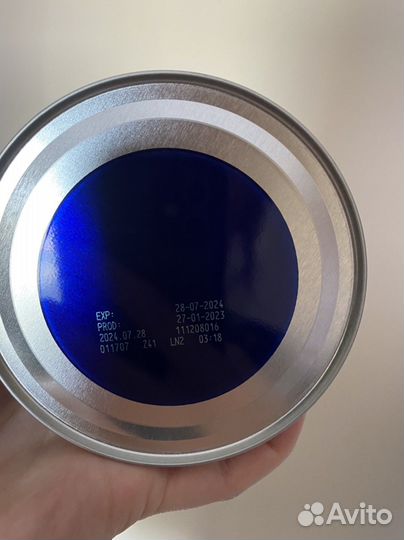 EXP: 28-07-2024
PROD: 27-01-2023
2024.07.28 111208016
011707 241 LN2 03:18
Avito